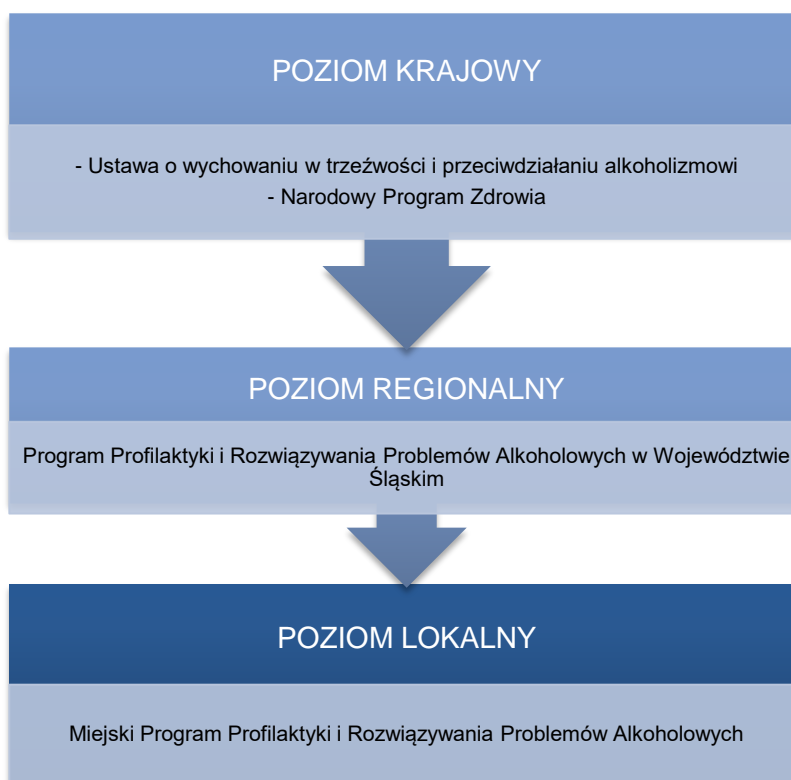 POZIOM KRAJOWY
- Ustawa o wychowaniu w trzeźwości i przeciwdziałaniu alkoholizmowi
- Narodowy Program Zdrowia
POZIOM REGIONALNY
Program Profilaktyki i Rozwiązywania Problemów Alkoholowych w Województwie
Śląskim
POZIOM LOKALNY
Miejski Program Profilaktyki i Rozwiązywania Problemów Alkoholowych